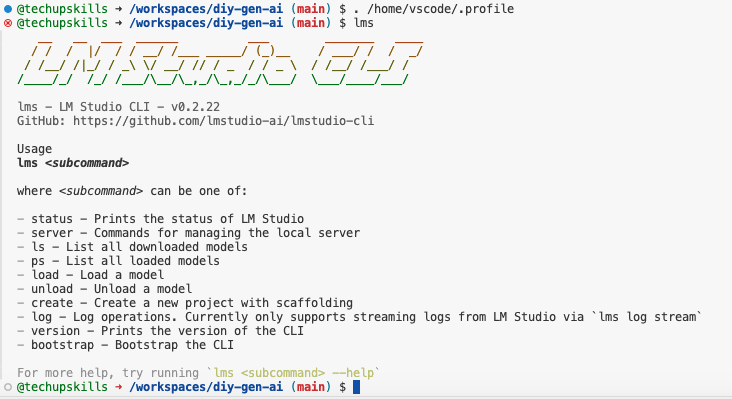 @techupskills → /workspaces/diy-gen-ai (main) $ . /home/vscode/.profile
@techupskills → /workspaces/diy-gen-ai (main) $ lms
lms - LM Studio CLI - v0.2.22
GitHub: https://github.com/lmstudio-ai/lmstudio-cli
Usage
lms <subcommand>
where <subcommand> can be one of:
- status - Prints the status of LM Studio
- server - Commands for managing the local server
- ls - List all downloaded models
- ps - List all loaded models
- load - Load a model
- unload - Unload a model
- create - Create a new project with scaffolding
- log - Log operations. Currently only supports streaming logs from LM Studio via `lms log stream`
- version - Prints the version of the CLI
- bootstrap - Bootstrap the CLI
For more help, try running `lms <subcommand> --help`
@techupskills → /workspaces/diy-gen-ai (main) $